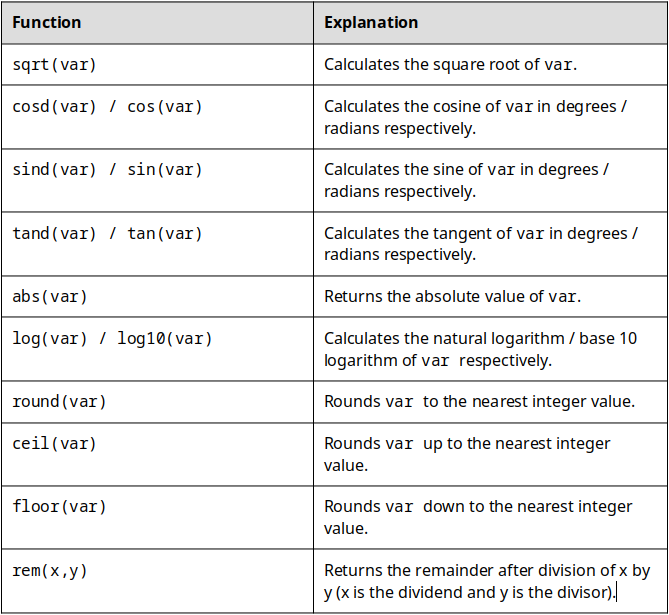 Function Explanation
sqrt(var) Calculates the square root of var.
cosd(var) / cos(var) Calculates the cosine of var in degrees /
radians respectively.
sind(var) / sin(var) Calculates the sine of var in degrees /
radians respectively.
tand(var) / tan(var) Calculates the tangent of var in degrees /
radians respectively.
abs(var) Returns the absolute value of var.
log(var) / log10(var) Calculates the natural logarithm / base 10
logarithm of var respectively.
round(var) Rounds var to the nearest integer value.
ceil(var) Rounds var up to the nearest integer
value.
floor(var) Rounds var down to the nearest integer
value.
rem(x,y) Returns the remainder after division of x by
y (x is the dividend and y is the divisor).